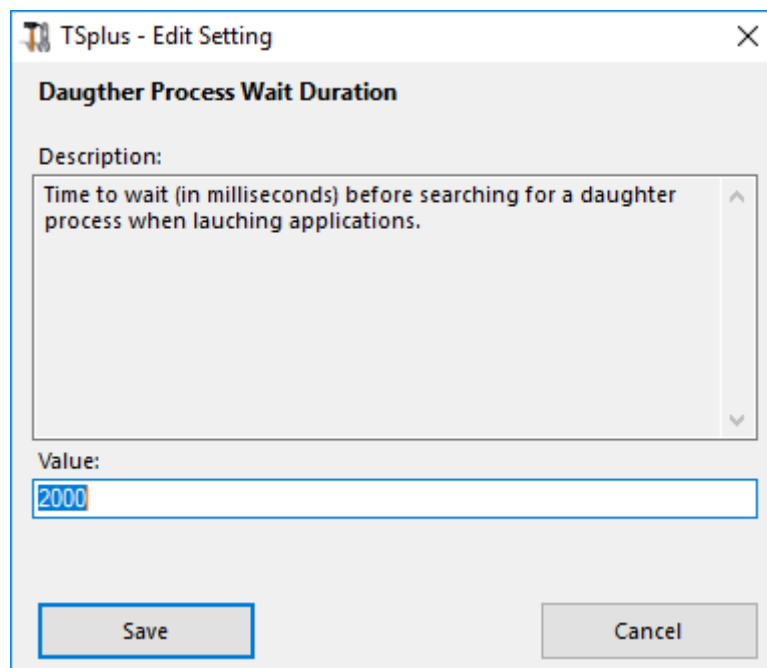 TSplus - Edit Setting
Daugther Process Wait Duration
Description:
Time to wait (in milliseconds) before searching for a daughter
process when lauching applications.
Value:
2000
Save
Cancel